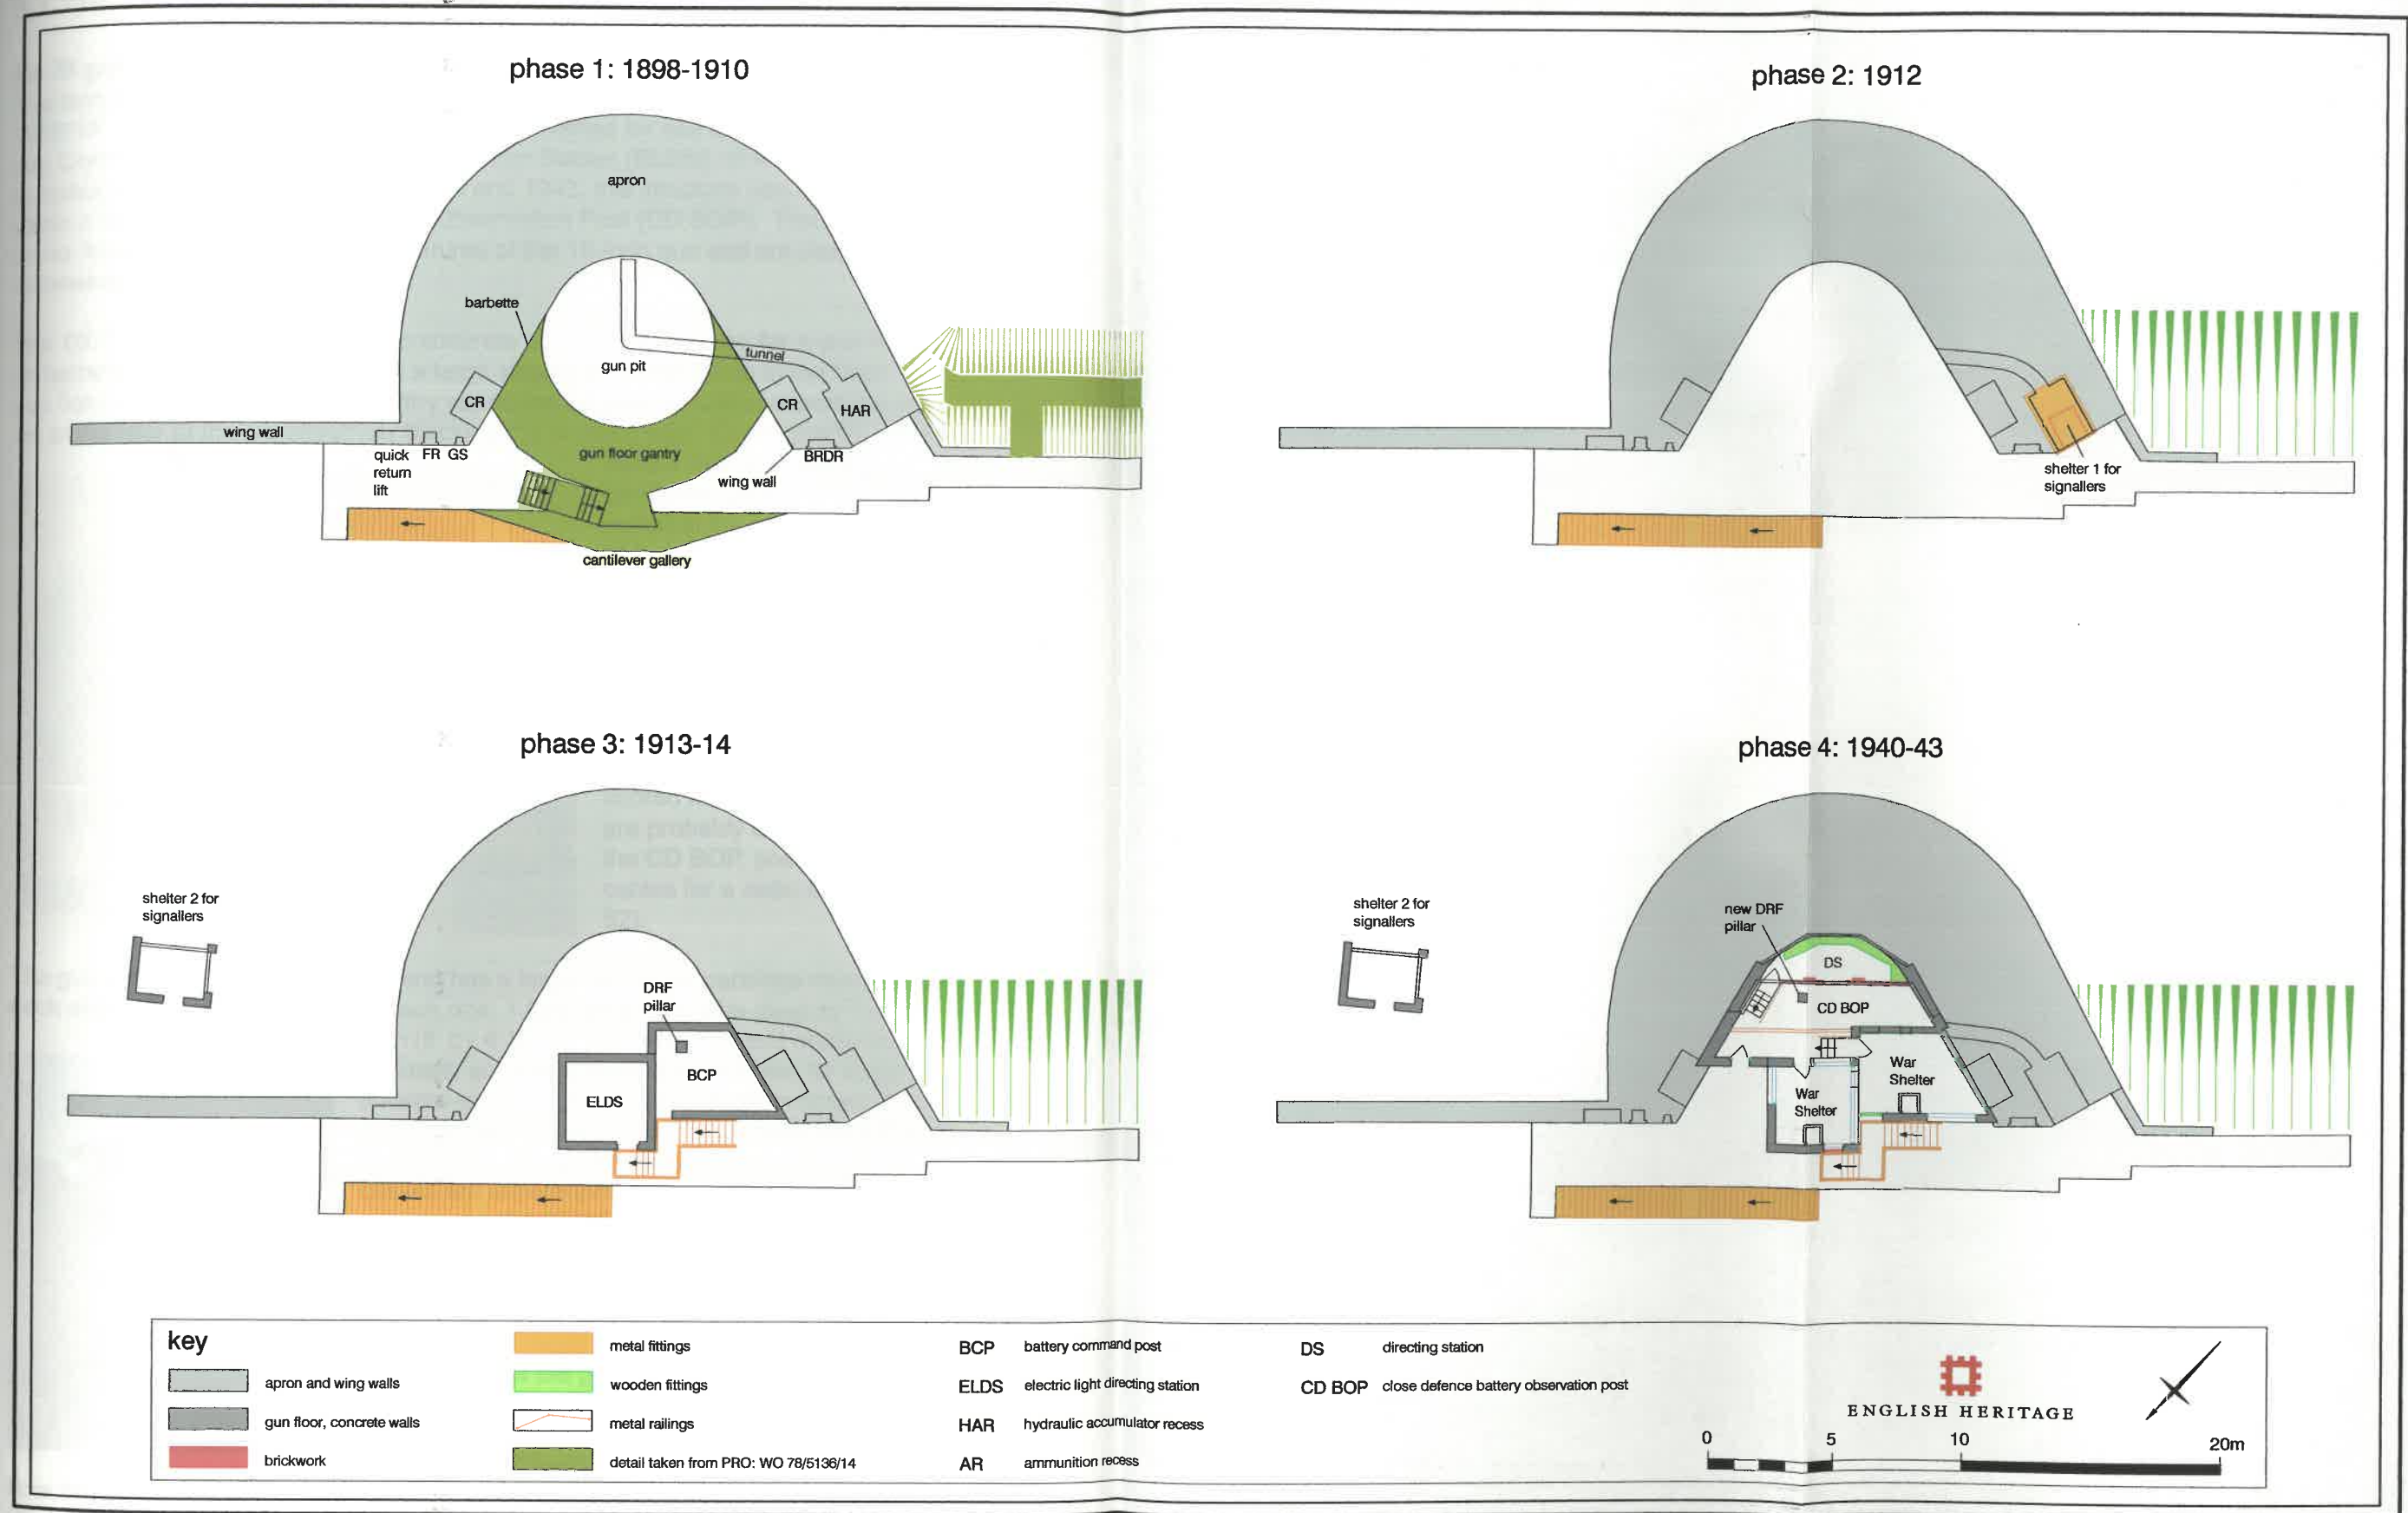 phase 1: 1898-1910
apron
barbette
tunnel
gun pit
CR
CR
HAR
wing wall
quick
return
lift
FR
GS
gun floor gantry
BRDR
wing wall
cantilever gallery
phase 2: 1912
shelter 1 for
signallers
phase 3: 1913-14
shelter 2 for
signallers
DRF
pillar
BCP
ELDS
phase 4: 1940-43
shelter 2 for
signallers
new DRF
pillar
DS
CD BOP
War
Shelter
War
Shelter
key
apron and wing walls
gun floor, concrete walls
brickwork
metal fittings
wooden fittings
metal railings
detail taken from PRO: WO 78/5136/14
BCP battery command post
ELDS electric light directing station
HAR hydraulic accumulator recess
AR ammunition recess
DS directing station
CD BOP close defence battery observation post
ENGLISH HERITAGE
0 5 10 20m